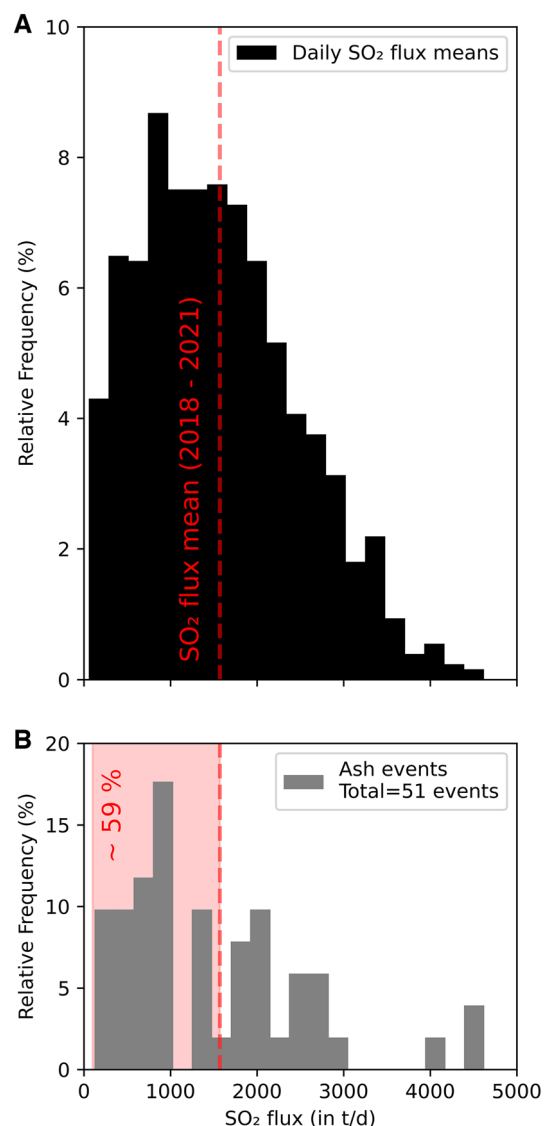 A
10
Daily SO₂ flux means
8
6
4
2
0
Relative Frequency (%)
SO₂ flux mean (2018 - 2021)
B
20
Ash events
Total=51 events
~ 59 %
15
10
5
0
Relative Frequency (%)
0 1000 2000 3000 4000 5000
SO₂ flux (in t/d)